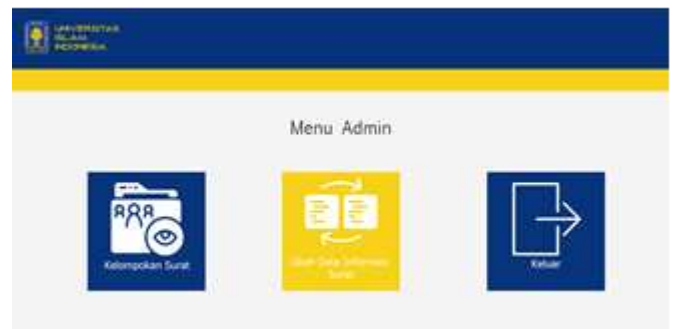 UNIVERSITAS
ISLAM
INDONESIA
Menu Admin
Kelompokan Surat
Ubah Data Informasi
Surat
Keluar